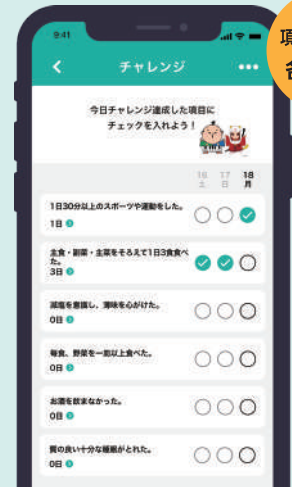 9:41
項
合
チャレンジ
今日チャレンジ達成した項目に
チェックを入れよう！
16 17 18
土 日 月
1日30分以上のスポーツや運動をした。
1日
主食・副菜・主菜をそろえて1日3食食べ
た。
3日
減塩を意識し、薄味を心がけた。
0日
毎食、野菜を一皿以上食べた。
0日
お酒を飲まなかった。
0日
質の良い十分な睡眠がとれた。
0日